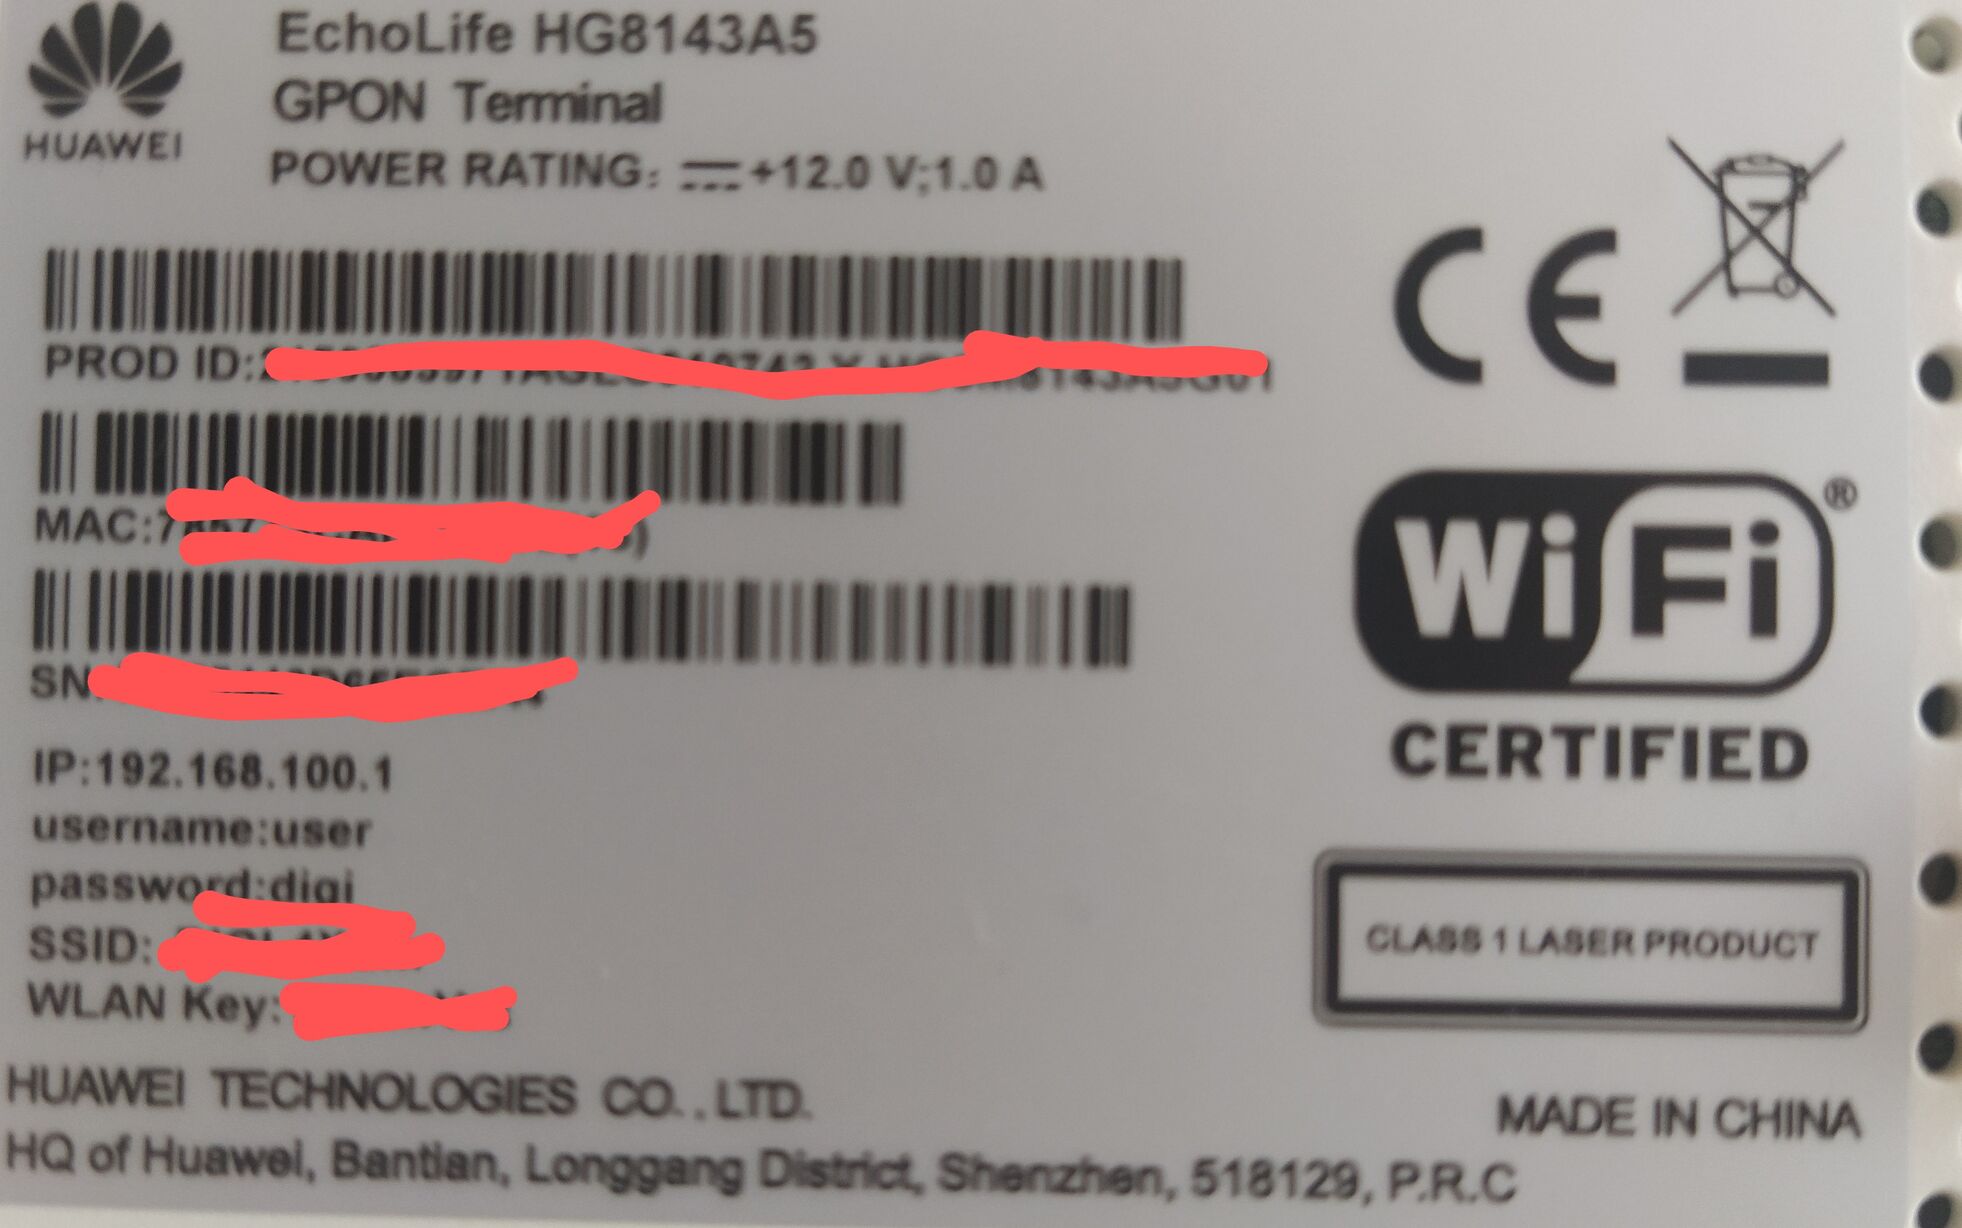 HUAWEI
EchoLife HG8143A5
GPON Terminal
POWER RATING: +12.0 V;1.0 A
PROD ID:
MAC:
SN
IP:192.168.100.1
username:user
password:digi
SSID:
WLAN Key:
HUAWEI TECHNOLOGIES CO., LTD.
HQ of Huawei, Bantian, Longgang District, Shenzhen, 518129, P.R.C
CE
WiFi®
CERTIFIED
CLASS 1 LASER PRODUCT
MADE IN CHINA